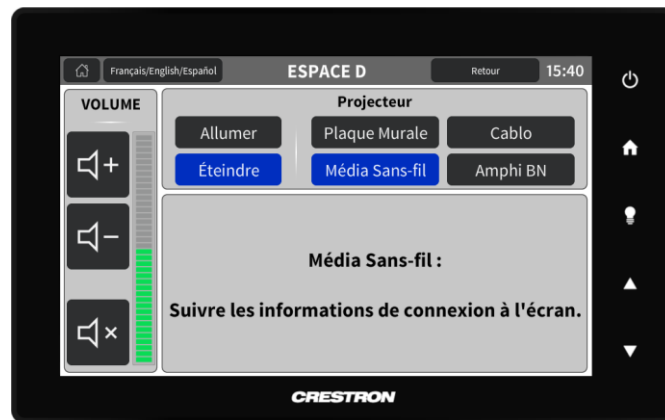 Français/English/Español
ESPACE D
Retour
15:40
VOLUME
Projecteur
Allumer
Plaque Murale
Cablo
Éteindre
Média Sans-fil
Amphi BN
Média Sans-fil :
Suivre les informations de connexion à l'écran.
CRESTRON